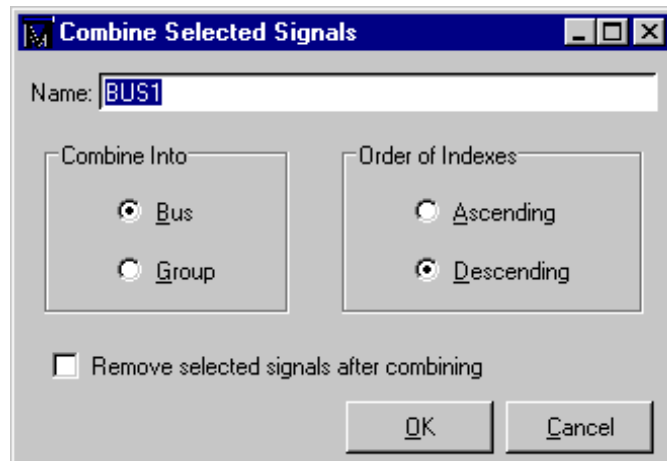 Combine Selected Signals
Name: BUS1
Combine Into Order of Indexes
Bus Ascending
Group Descending
Remove selected signals after combining
OK Cancel